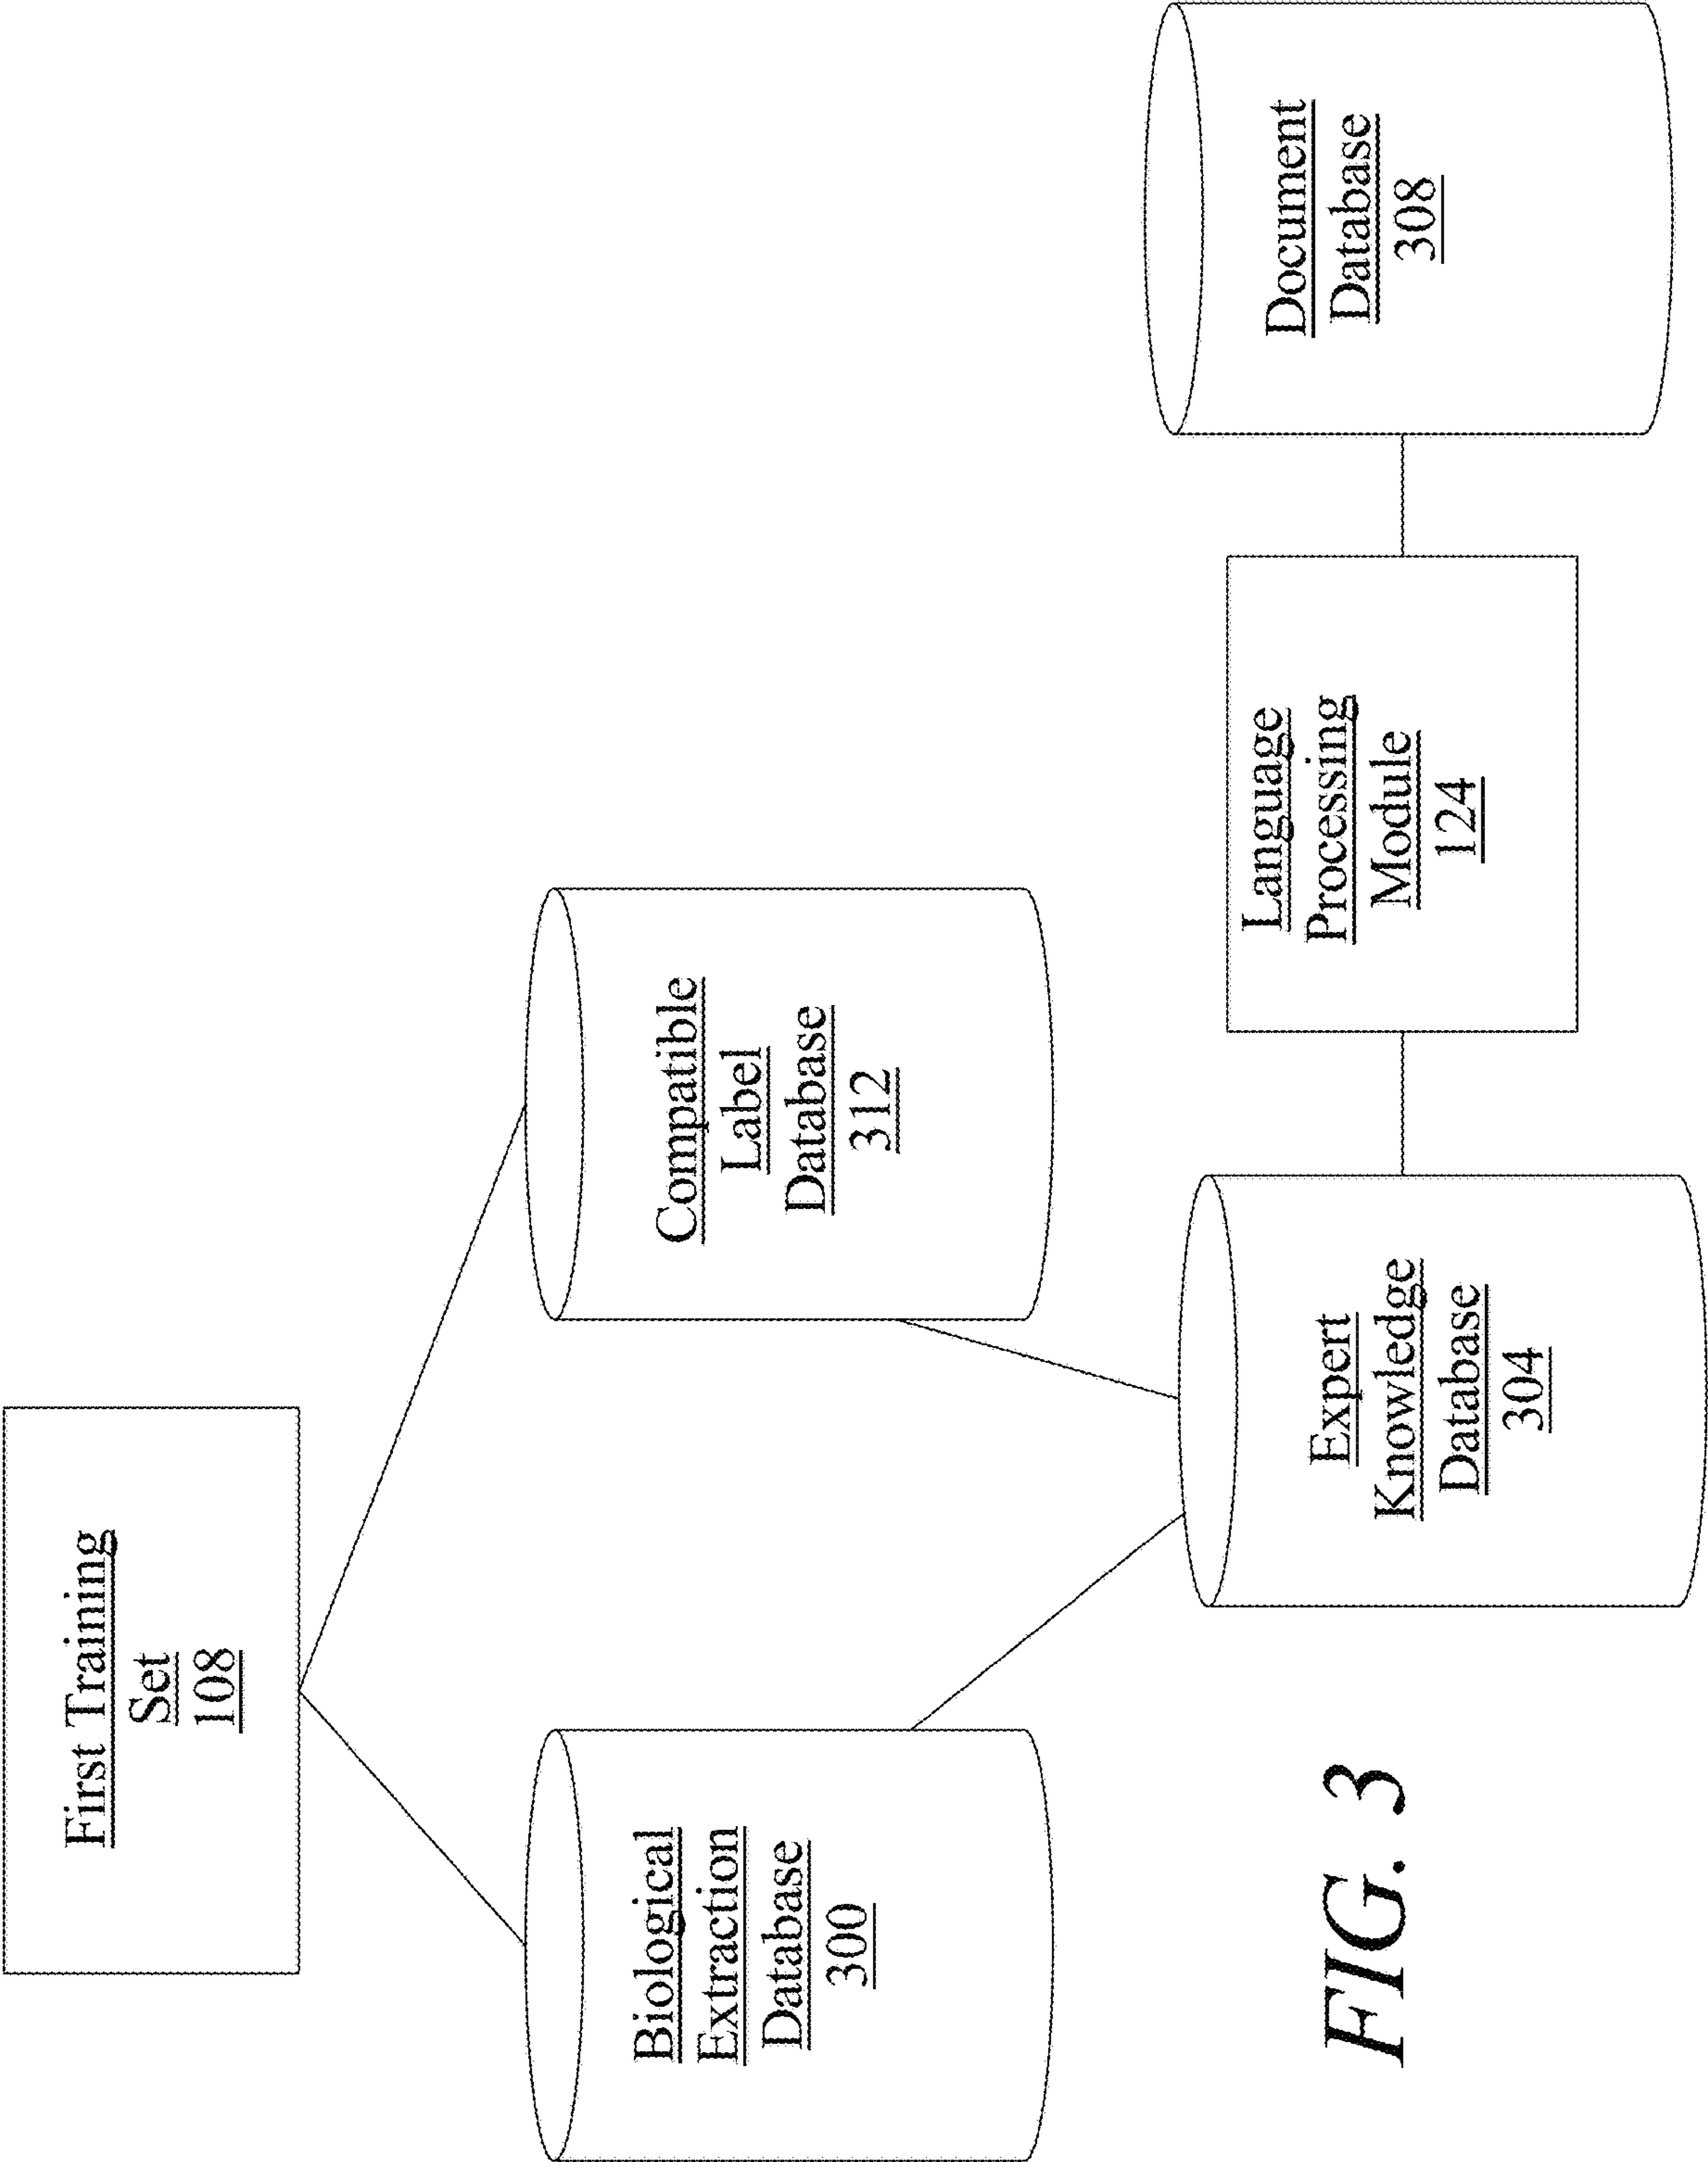 First Training
Set
108
Biological
Extraction
Database
300
Compatible
Label
Database
312
Expert
Knowledge
Database
304
Language
Processing
Module
124
Document
Database
308
FIG. 3